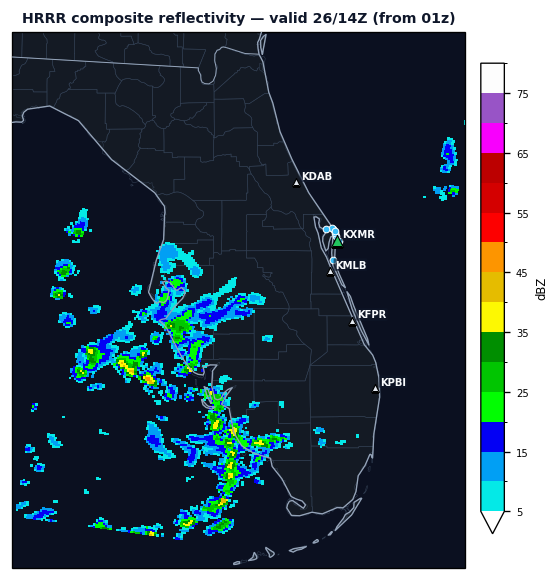 HRRR composite reflectivity — valid 26/14Z (from 01z)
75
65
55
45
35
25
15
5
dBZ
KDAB
KXMR
KMLB
KFPR
KPBI